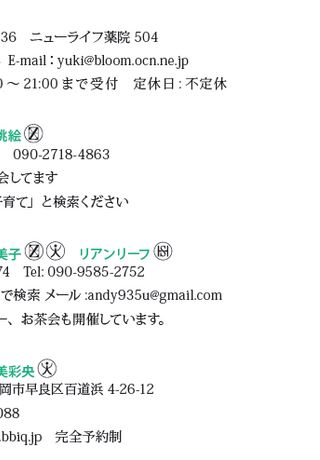 36　ニューライフ薬院 504
E-mail：yuki@bloom.ocn.ne.jp
0 ～ 21:00 まで受付　定休日 : 不定休
桃絵
090-2718-4863
会してます
子育て」と検索ください
美子　リアンリーフ
74　Tel: 090-9585-2752
で検索 メール :andy935u@gmail.com
ー、お茶会も開催しています。
美彩央
岡市早良区百道浜 4-26-12
088
.bbiq.jp　完全予約制